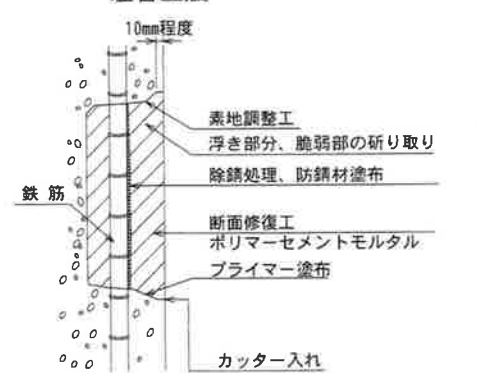 10mm程度
素地調整工
浮き部分、脆弱部の斫り取り
除錆処理、防錆材塗布
鉄筋
断面修復工
ポリマーセメントモルタル
プライマー塗布
カッター入れ